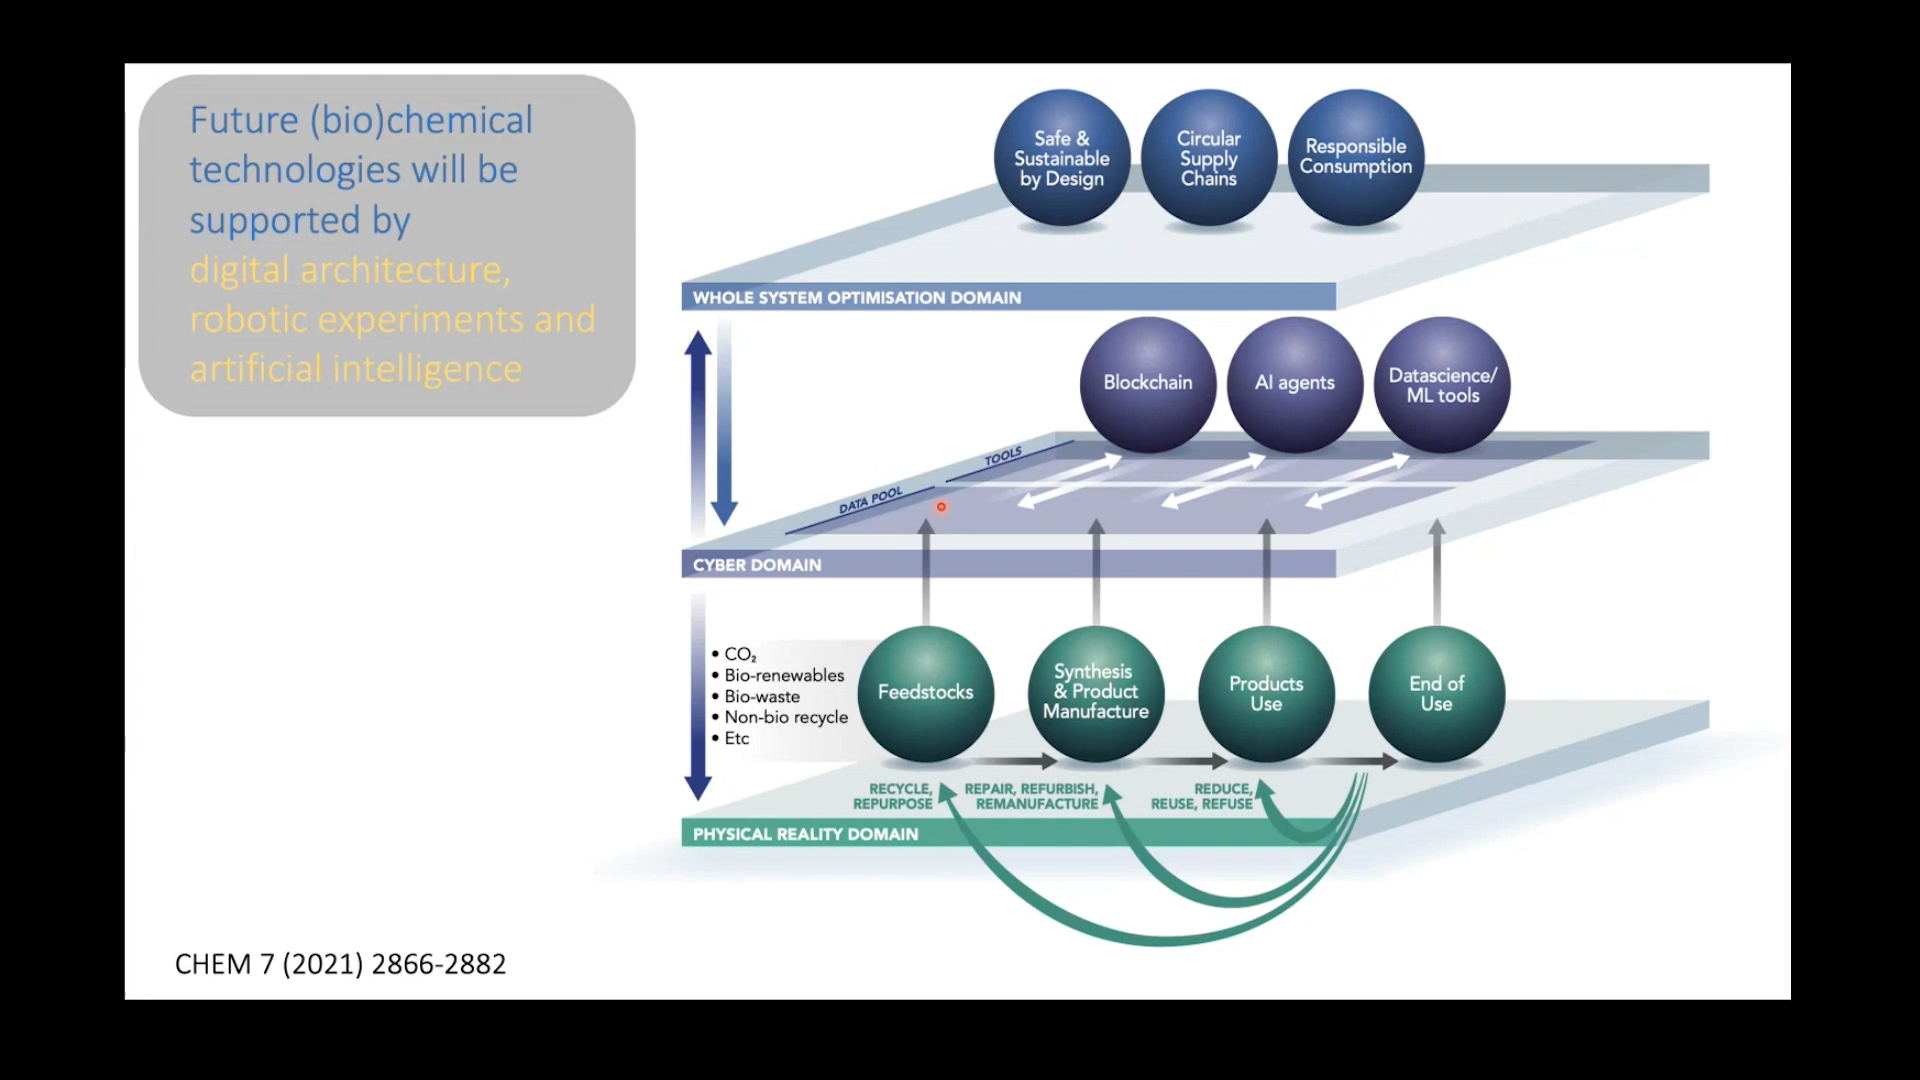 Future (bio)chemical
technologies will be
supported by
digital architecture,
robotic experiments and
artificial intelligence
Safe &
Sustainable
by Design
Circular
Supply
Chains
Responsible
Consumption
WHOLE SYSTEM OPTIMISATION DOMAIN
Blockchain
AI agents
Datascience/
ML tools
TOOLS
DATA POOL
CYBER DOMAIN
• CO₂
• Bio-renewables
• Bio-waste
• Non-bio recycle
• Etc
Feedstocks
Synthesis
& Product
Manufacture
Products
Use
End of
Use
RECYCLE,
REPURPOSE
REPAIR, REFURBISH,
REMANUFACTURE
REDUCE,
REUSE, REFUSE
PHYSICAL REALITY DOMAIN
CHEM 7 (2021) 2866-2882